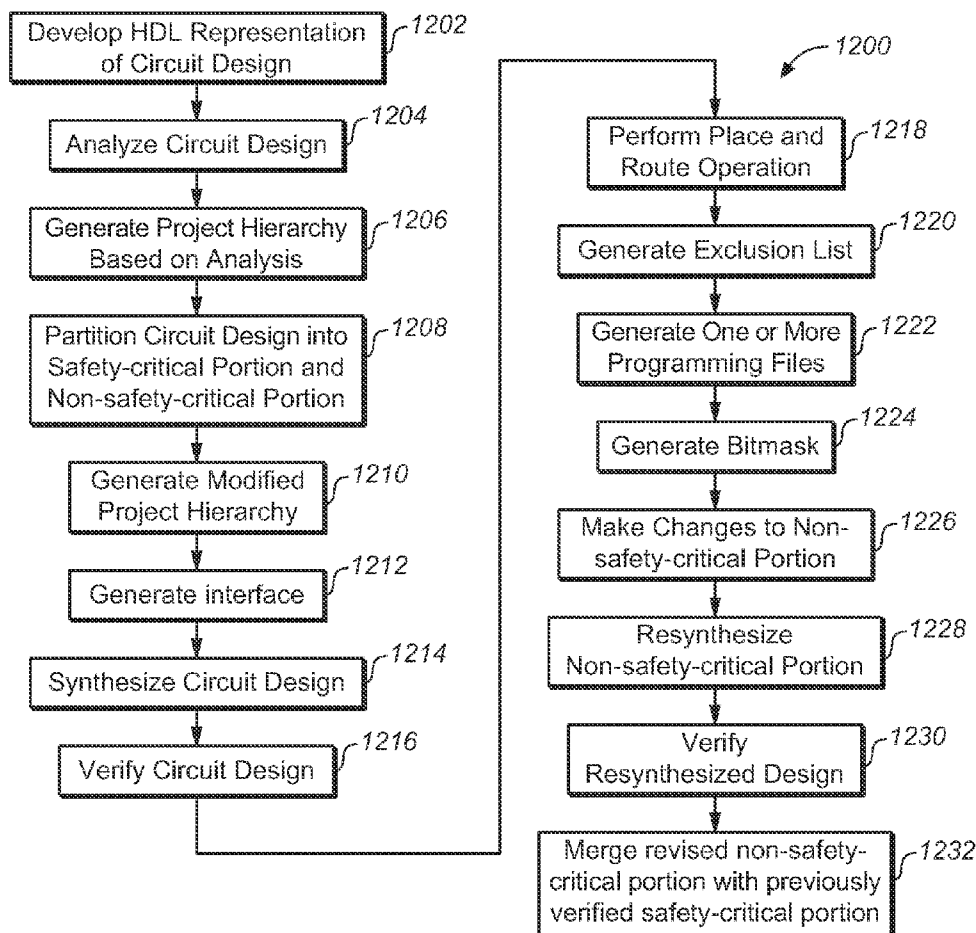 Develop HDL Representation
of Circuit Design
1202
Analyze Circuit Design
1204
Generate Project Hierarchy
Based on Analysis
1206
Partition Circuit Design into
Safety-critical Portion and
Non-safety-critical Portion
1208
Generate Modified
Project Hierarchy
1210
Generate interface
1212
Synthesize Circuit Design
1214
Verify Circuit Design
1216
1200
Perform Place and
Route Operation
1218
Generate Exclusion List
1220
Generate One or More
Programming Files
1222
Generate Bitmask
1224
Make Changes to Non-
safety-critical Portion
1226
Resynthesize
Non-safety-critical Portion
1228
Verify
Resynthesized Design
1230
Merge revised non-safety-
critical portion with previously
verified safety-critical portion
1232